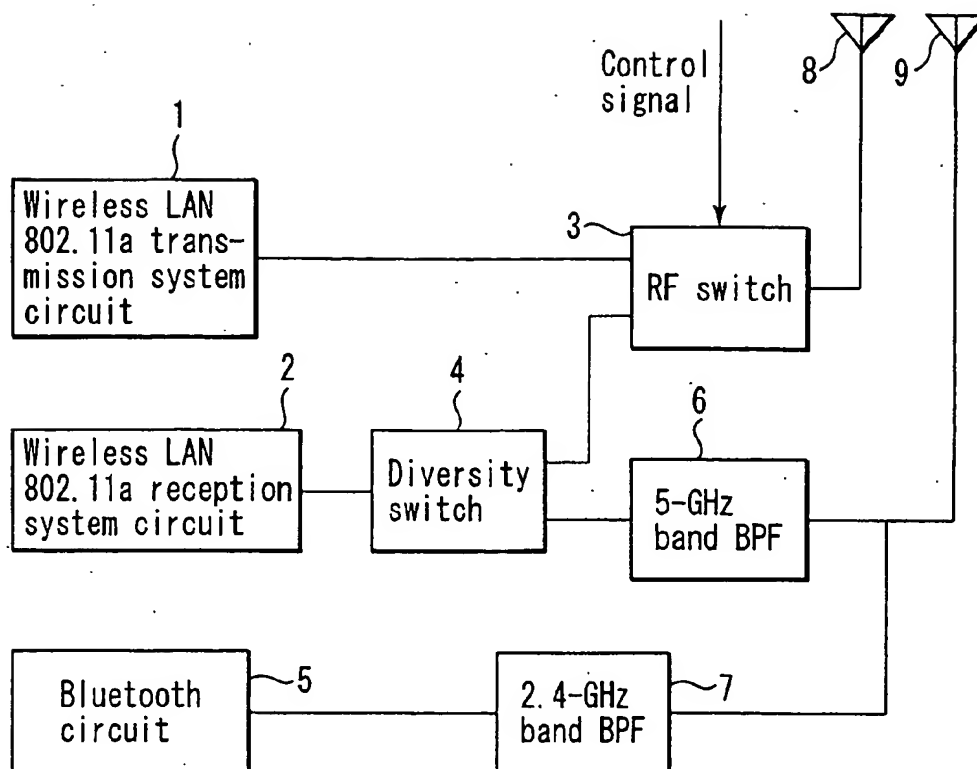 Control
signal
8
9
1
Wireless LAN
802.11a trans-
mission system
circuit
3
RF switch
2
Wireless LAN
802.11a reception
system circuit
4
Diversity
switch
6
5-GHz
band BPF
Bluetooth
circuit
5
2.4-GHz
band BPF
7